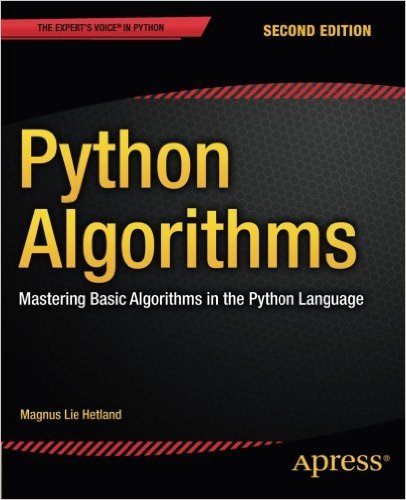 THE EXPERT'S VOICE® IN PYTHON
SECOND EDITION
Python
Algorithms
Mastering Basic Algorithms in the Python Language
Magnus Lie Hetland
Apress®